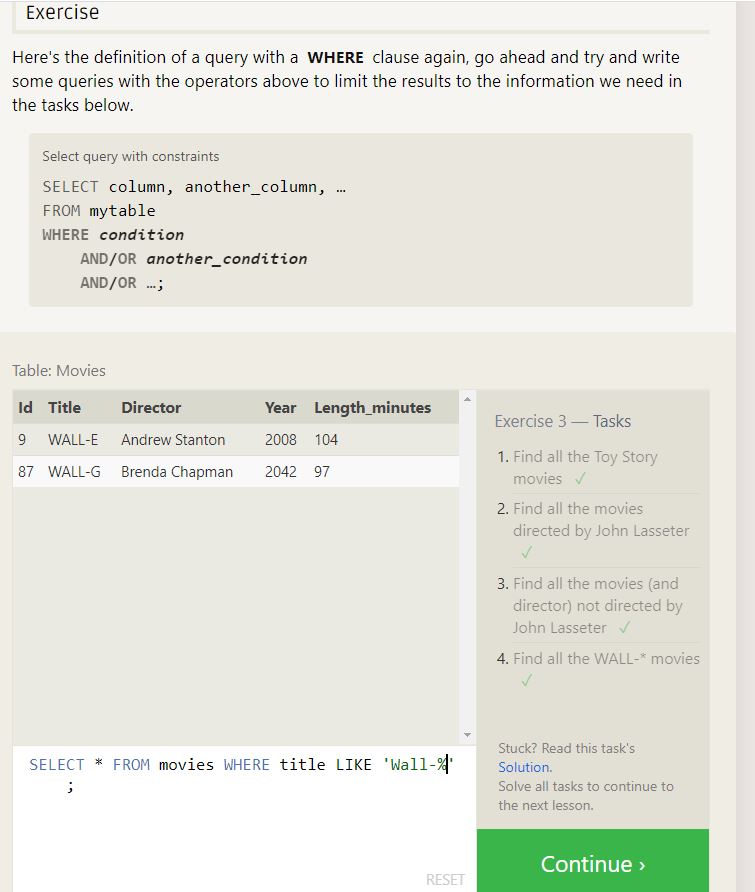 Exercise
Here's the definition of a query with a WHERE clause again, go ahead and try and write
some queries with the operators above to limit the results to the information we need in
the tasks below.
Select query with constraints
SELECT column, another_column, …
FROM mytable
WHERE condition
AND/OR another_condition
AND/OR …;
Table: Movies
Id Title Director Year Length_minutes
9 WALL-E Andrew Stanton 2008 104
87 WALL-G Brenda Chapman 2042 97
SELECT * FROM movies WHERE title LIKE 'Wall-%'
;
RESET
Exercise 3 — Tasks
1. Find all the Toy Story
movies ✓
2. Find all the movies
directed by John Lasseter
✓
3. Find all the movies (and
director) not directed by
John Lasseter ✓
4. Find all the WALL-* movies
✓
Stuck? Read this task's
Solution.
Solve all tasks to continue to
the next lesson.
Continue ›